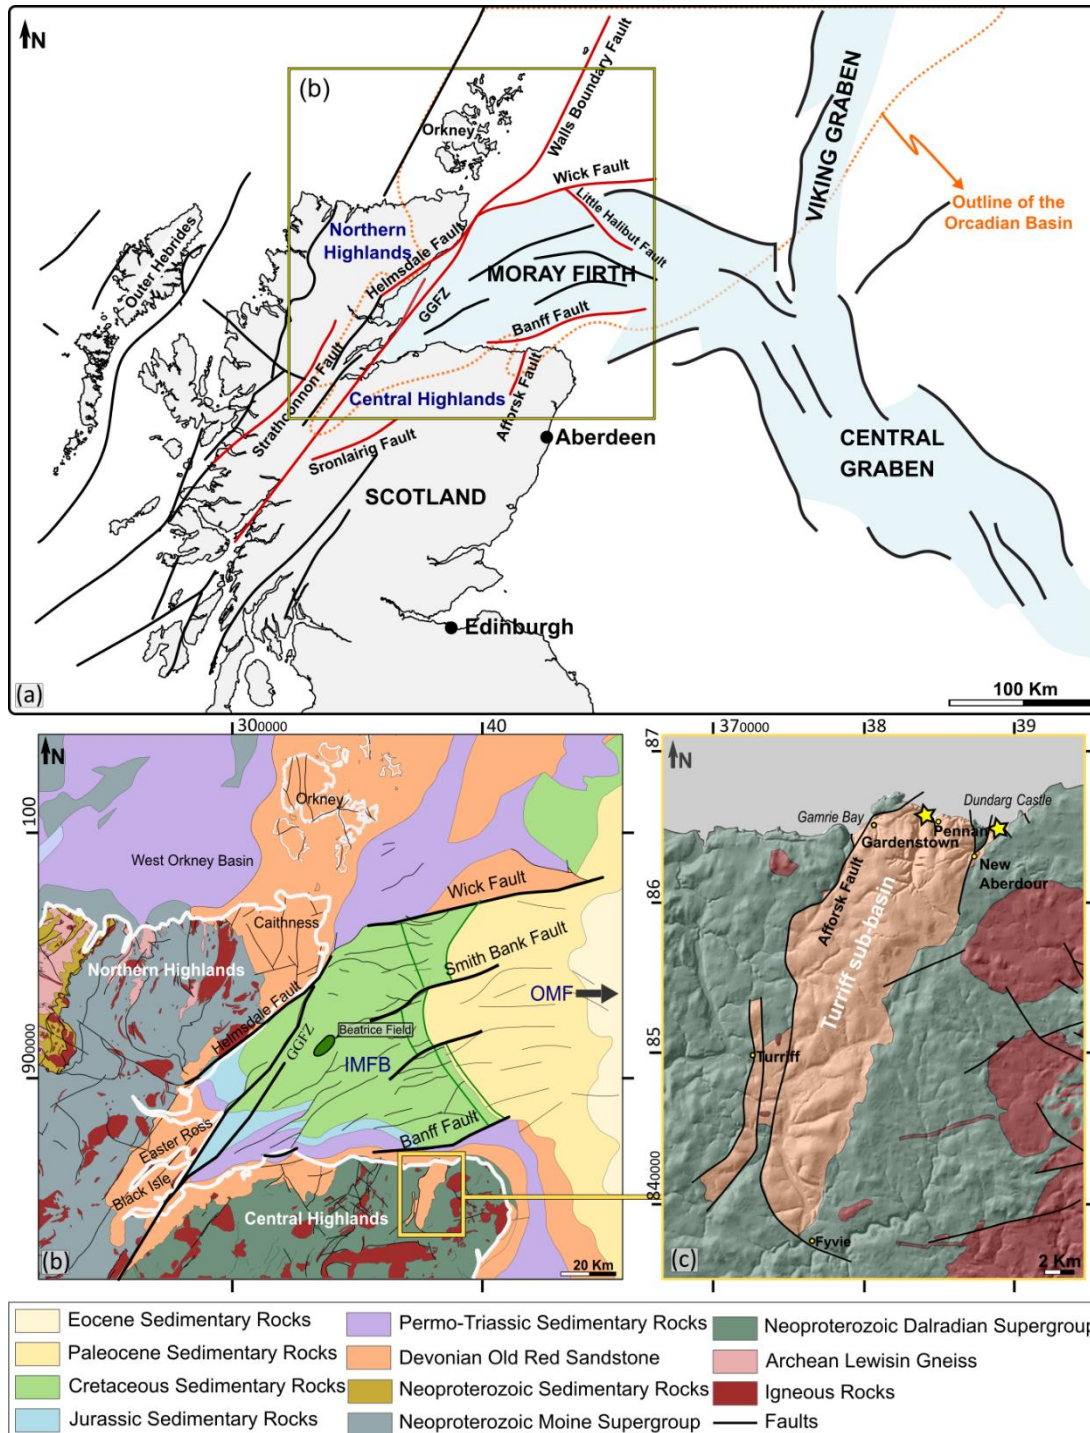 N
(b)
Orkney
Walls Boundary Fault
VIKING GRABEN
Wick Fault
Outline of the
Orcadian Basin
Outer Hebrides
Northern
Highlands
Little Halibut Fault
Helmsdale Fault
MORAY FIRTH
GGFZ
Banff Fault
Strathconnon Fault
Central Highlands
Afforsk Fault
Aberdeen
Sronlairig Fault
CENTRAL
GRABEN
SCOTLAND
Edinburgh
(a)
100 Km
300000
40
N
1100
Orkney
West Orkney Basin
Wick Fault
Caithness
Northern Highlands
Smith Bank Fault
OMF
Helmsdale Fault
Beatrice Field
GGFZ
900000
IMFB
Banff Fault
Easter Ross
Black Isle
Central Highlands
(b)
20 Km
370000
38
39
87
N
Dundarg Castle
Gamrie Bay
Pennan
Gardenstown
New
Aberdour
86
Afforsk Fault
Turriff sub-basin
85
Turriff
840000
Fyvie
(c)
2 Km
Eocene Sedimentary Rocks
Paleocene Sedimentary Rocks
Cretaceous Sedimentary Rocks
Jurassic Sedimentary Rocks
Permo-Triassic Sedimentary Rocks
Devonian Old Red Sandstone
Neoproterozoic Sedimentary Rocks
Neoproterozoic Moine Supergroup
Neoproterozoic Dalradian Supergroup
Archean Lewisin Gneiss
Igneous Rocks
Faults